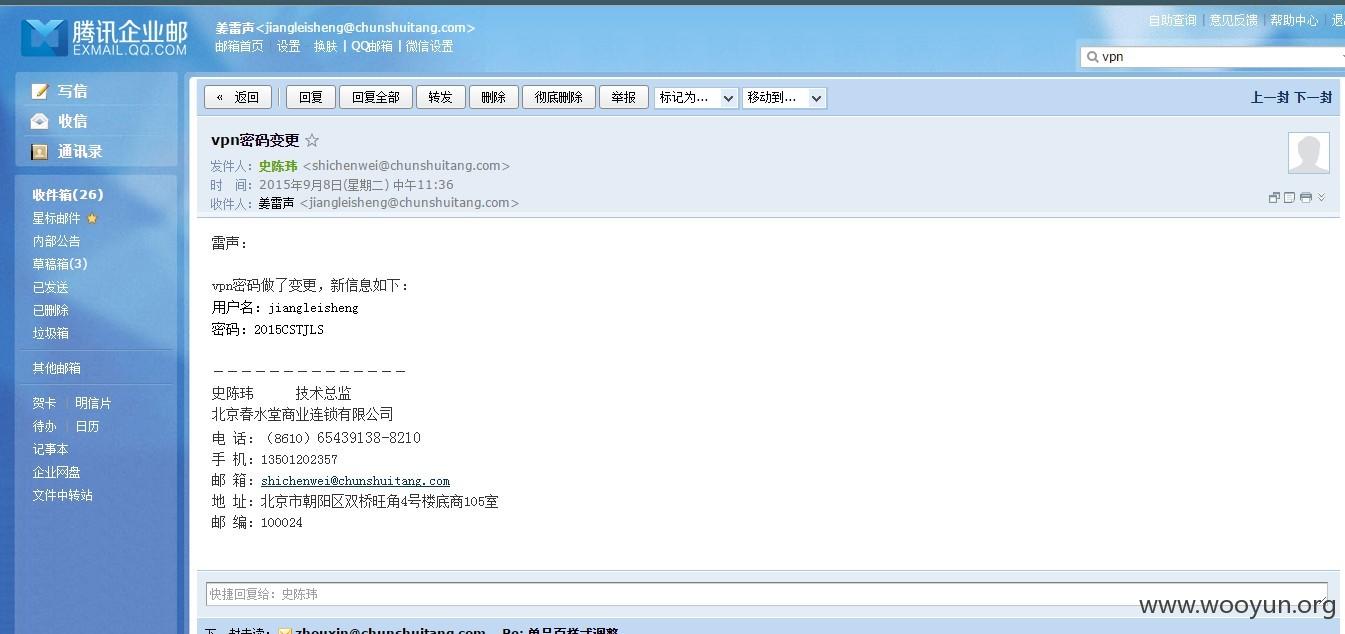 腾讯企业邮
EXMAIL.QQ.COM
姜雷声<jiangleisheng@chunshuitang.com>
邮箱首页 设置 换肤 | QQ邮箱 | 微信设置
自助查询 | 意见反馈 | 帮助中心 |
vpn
写信
收信
通讯录
收件箱(26)
星标邮件
内部公告
草稿箱(3)
已发送
已删除
垃圾箱
其他邮箱
贺卡 | 明信片
待办 | 日历
记事本
企业网盘
文件中转站
« 返回 回复 回复全部 转发 删除 彻底删除 举报 标记为... 移动到... 上一封 下一封
vpn密码变更 ☆
发件人：史陈玮 <shichenwei@chunshuitang.com>
时 间：2015年9月8日(星期二) 中午11:36
收件人：姜雷声 <jiangleisheng@chunshuitang.com>
雷声：
vpn密码做了变更，新信息如下：
用户名：jiangleisheng
密码：2015CSTJLS
－－－－－－－－－－－－－－
史陈玮 技术总监
北京春水堂商业连锁有限公司
电 话：（8610）65439138-8210
手 机：13501202357
邮 箱：shichenwei@chunshuitang.com
地 址：北京市朝阳区双桥旺角4号楼底商105室
邮 编：100024
快捷回复给：史陈玮
www.wooyun.org
下一封未读：zhouxin@chunshuitang.com Re: 单品页样式调整